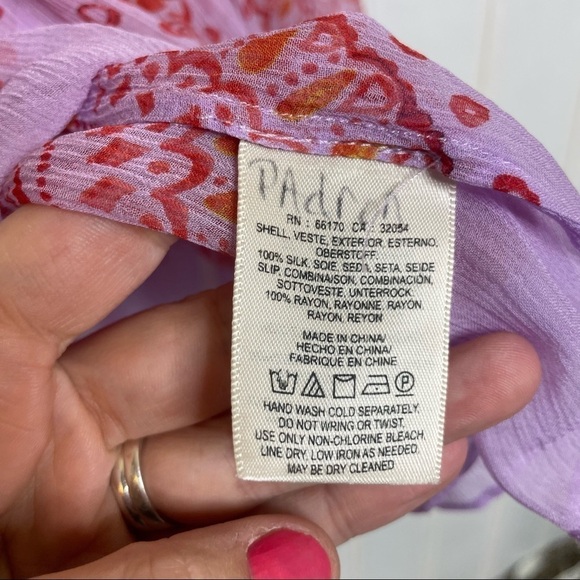 PAdron
RN : 66170 CA : 32054
SHELL, VESTE, EXTERIOR, ESTERNO,
OBERSTOFF
100% SILK, SOIE, SEDA, SETA, SEIDE
SLIP, COMBINAISON, COMBINACIÓN,
SOTTOVESTE, UNTERROCK
100% RAYON, RAYONNE, RAYON
RAYON, REYON
MADE IN CHINA/
HECHO EN CHINA/
FABRIQUE EN CHINE
P
HAND WASH COLD SEPARATELY.
DO NOT WRING OR TWIST.
USE ONLY NON-CHLORINE BLEACH.
LINE DRY. LOW IRON AS NEEDED.
MAY BE DRY CLEANED